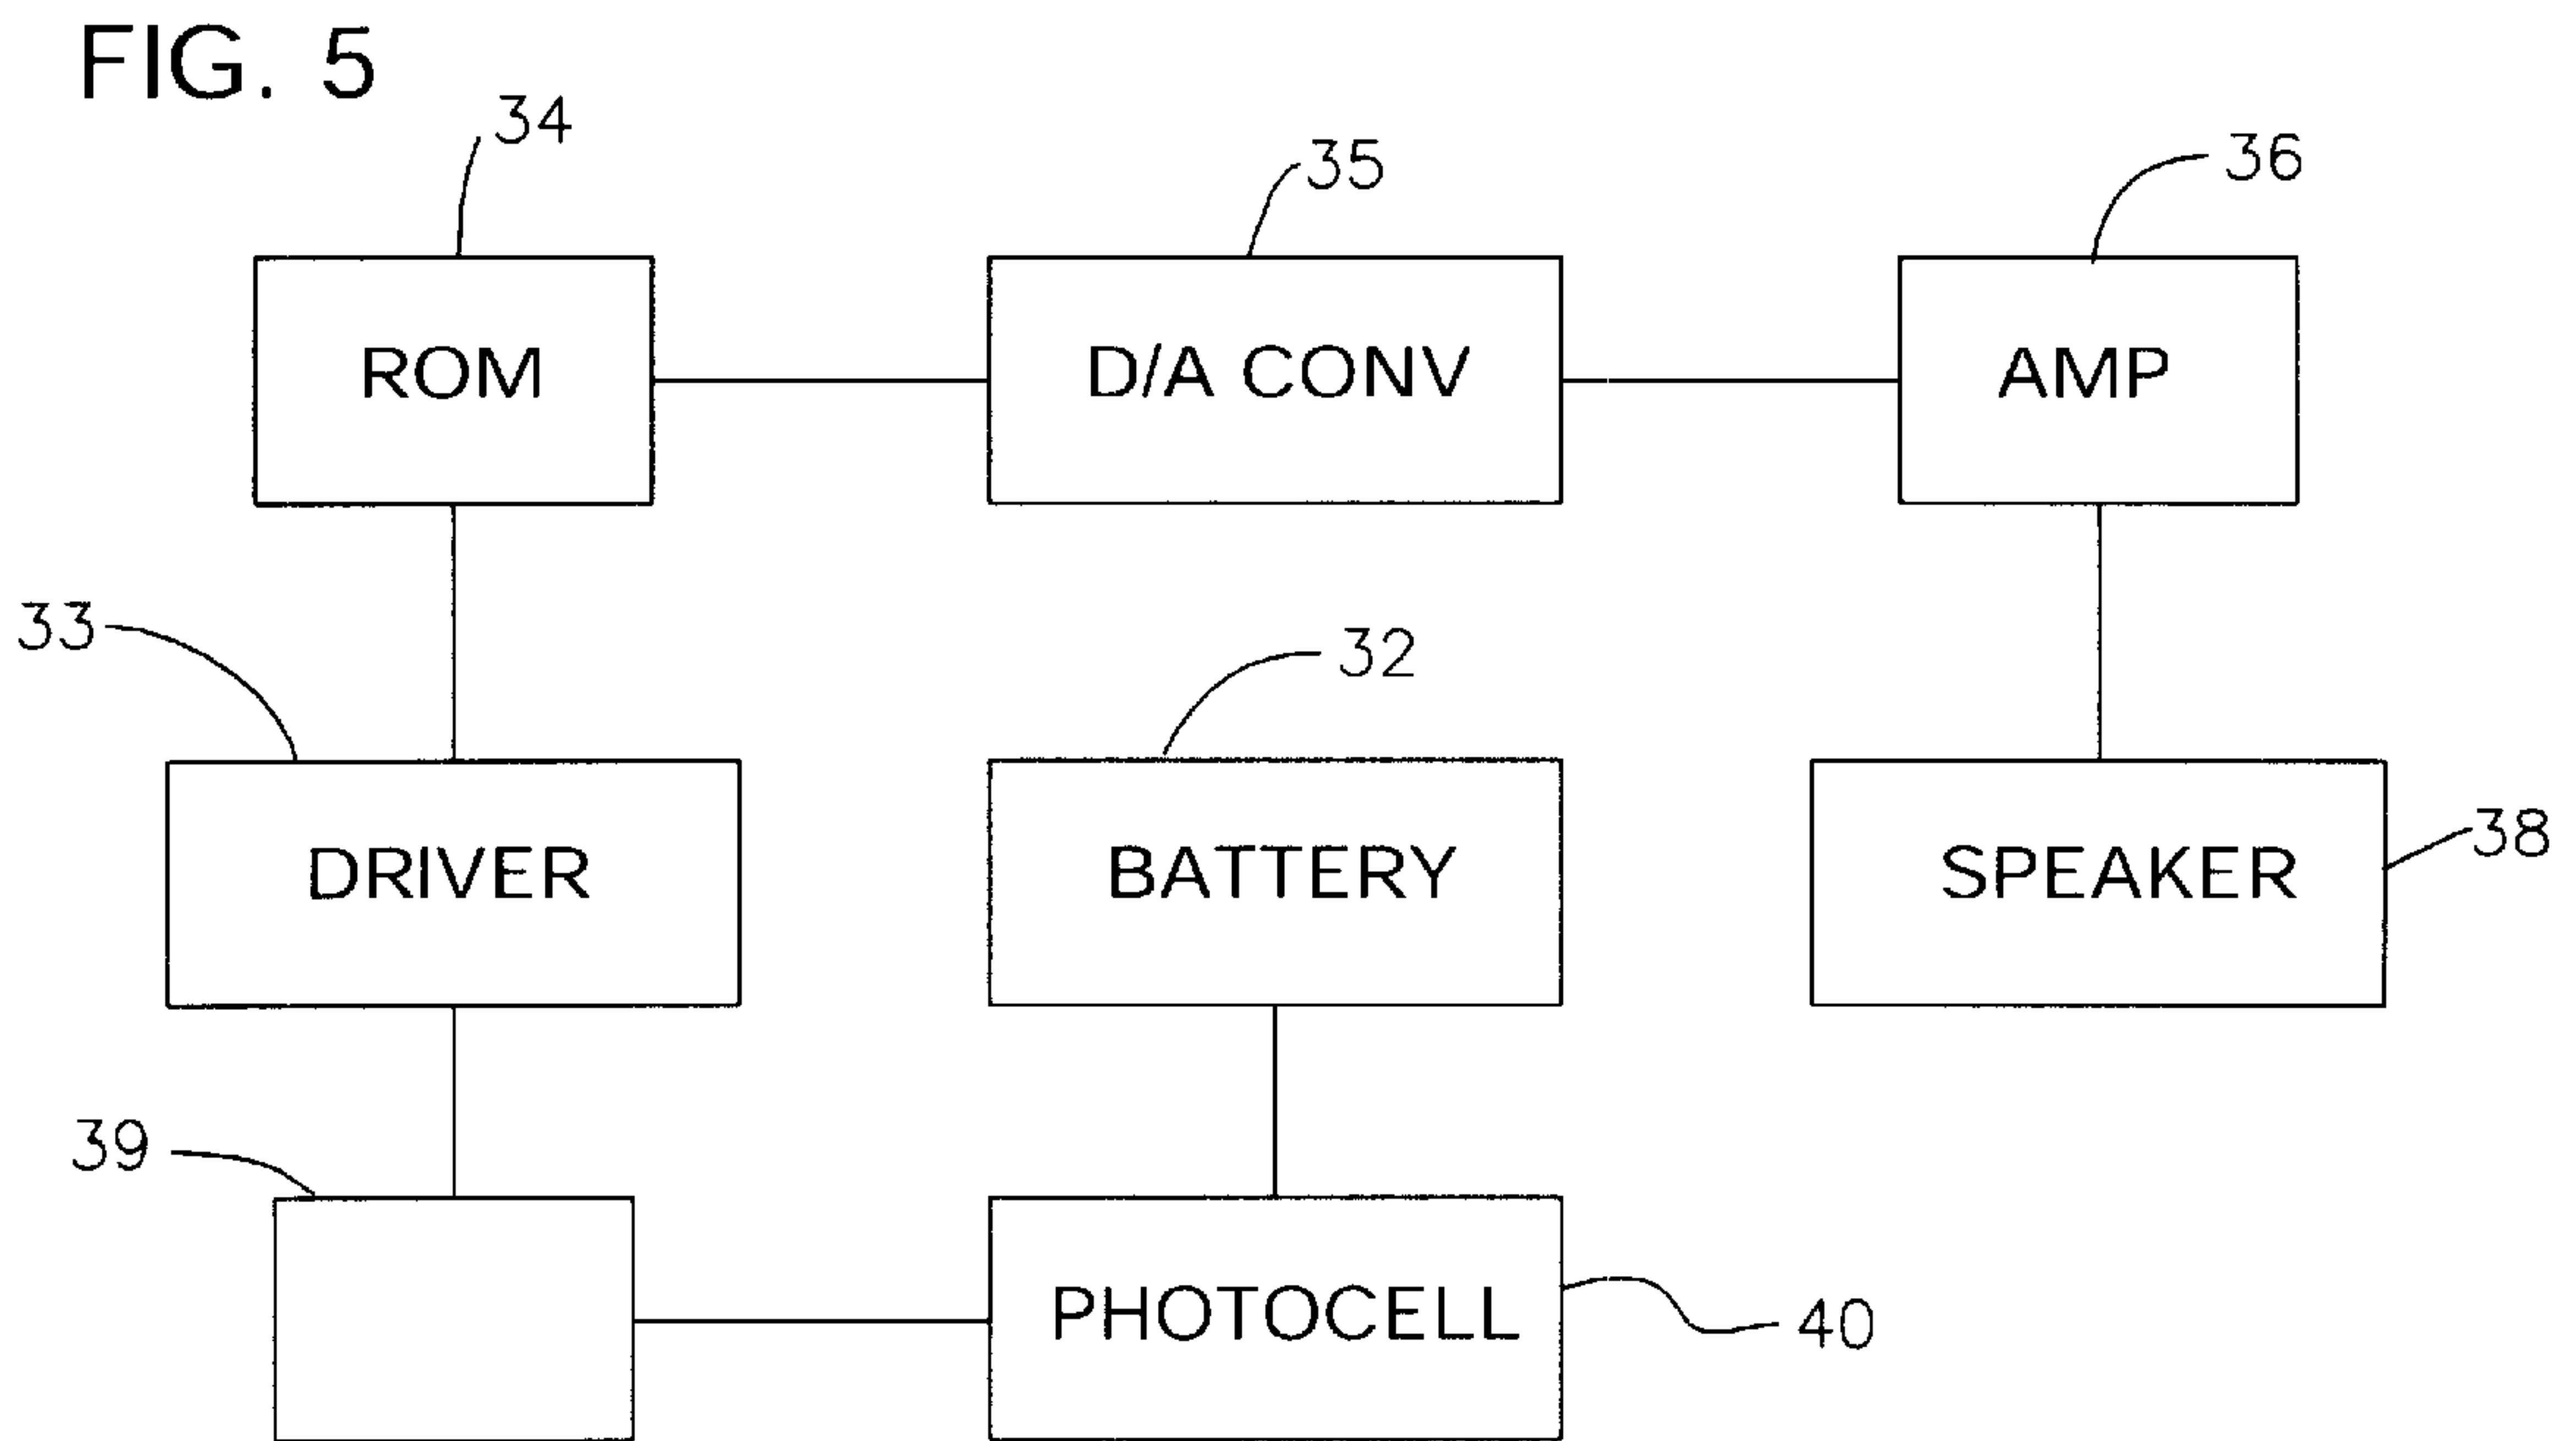 FIG. 5
34
35
36
ROM
D/A CONV
AMP
33
32
DRIVER
BATTERY
SPEAKER
38
39
PHOTOCELL
40